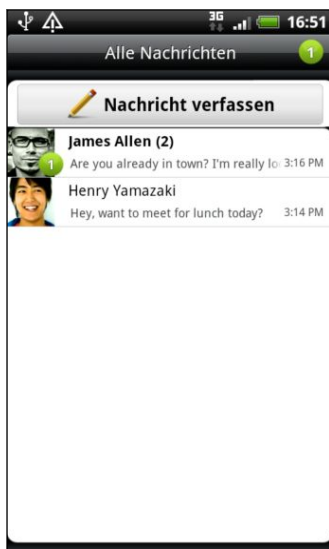 3G 16:51
Alle Nachrichten 1
Nachricht verfassen
James Allen (2)
1 Are you already in town? I'm really lo 3:16 PM
Henry Yamazaki
Hey, want to meet for lunch today? 3:14 PM